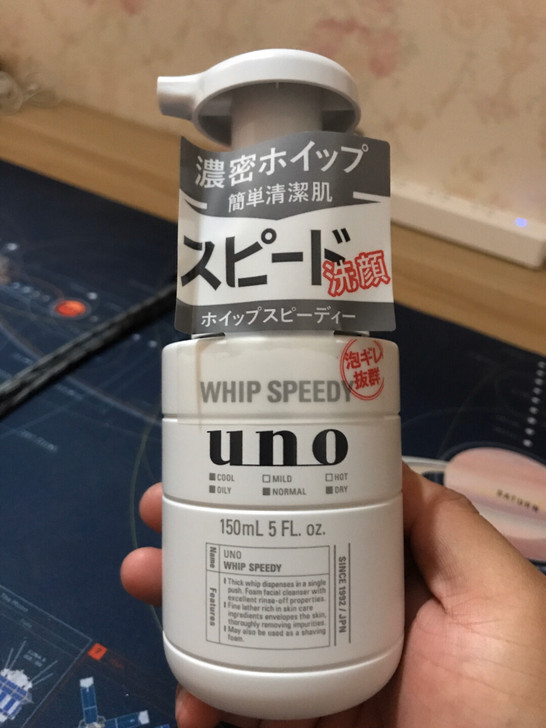 濃密ホイップ
簡単清潔肌
スピード
洗顔
ホイップスピーディー
泡ギレ
抜群
WHIP SPEEDY
uno
COOL MILD HOT
OILY NORMAL DRY
150mL 5 FL. oz.
Name
UNO
WHIP SPEEDY
Features
Thick whip dispenses in a single
push. Foam facial cleanser with
excellent rinse-off properties.
Fine lather rich in skin care
ingredients envelopes the skin,
thoroughly removing impurities.
May also be used as a shaving
foam.
SINCE 1992 / JPN
SATURN